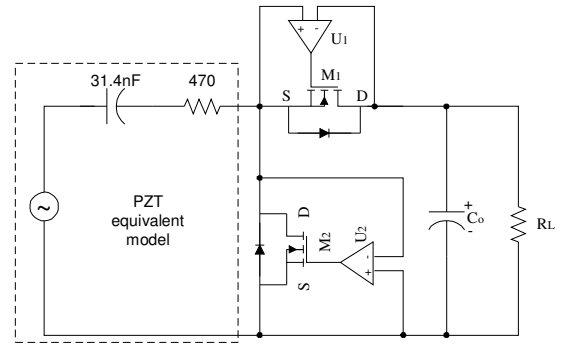 + -
U1
31.4nF
470
M1
S
D
~
PZT
equivalent
model
D
M2
S
U2
-
+
+
Co
-
RL